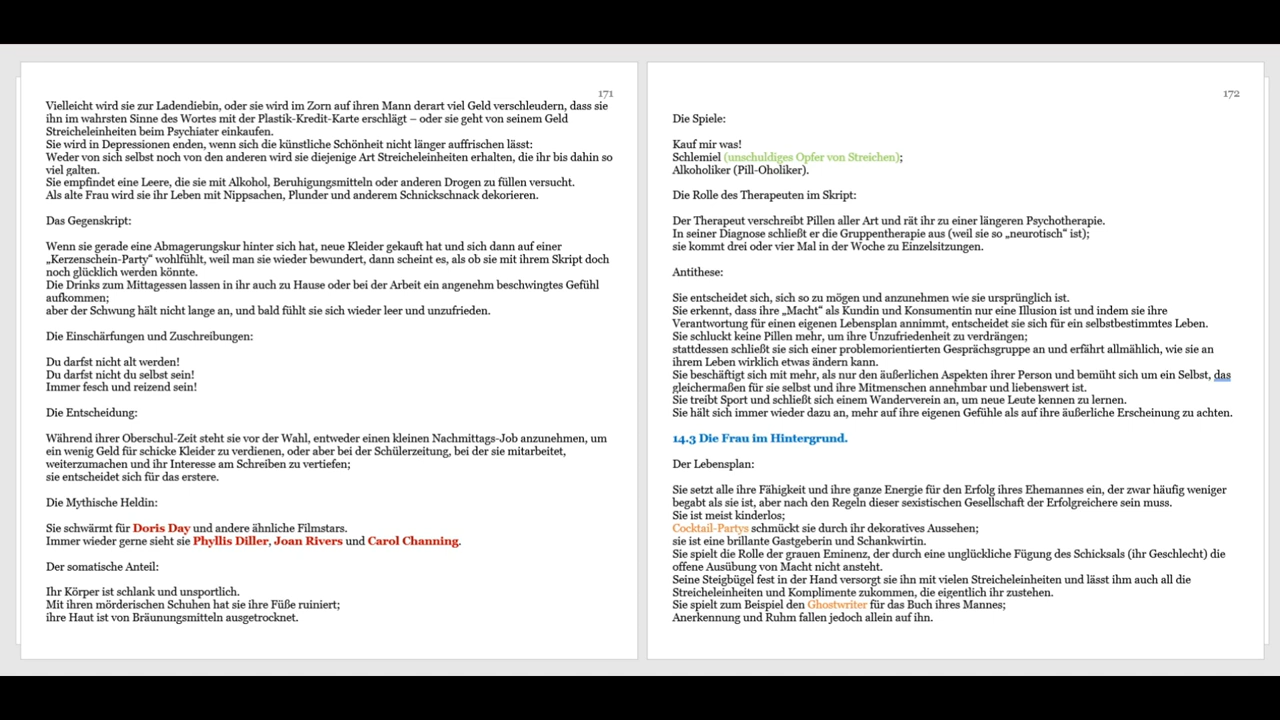 171
Vielleicht wird sie zur Ladendiebin, oder sie wird im Zorn auf ihren Mann derart viel Geld verschleudern, dass sie
ihn im wahrsten Sinne des Wortes mit der Plastik-Kredit-Karte erschlägt – oder sie geht von seinem Geld
Streicheleinheiten beim Psychiater einkaufen.
Sie wird in Depressionen enden, wenn sich die künstliche Schönheit nicht länger auffrischen lässt:
Weder von sich selbst noch von den anderen wird sie diejenige Art Streicheleinheiten erhalten, die ihr bis dahin so
viel galten.
Sie empfindet eine Leere, die sie mit Alkohol, Beruhigungsmitteln oder anderen Drogen zu füllen versucht.
Als alte Frau wird sie ihr Leben mit Nippsachen, Plunder und anderem Schnickschnack dekorieren.
Das Gegenskript:
Wenn sie gerade eine Abmagerungskur hinter sich hat, neue Kleider gekauft hat und sich dann auf einer
„Kerzenschein-Party“ wohlfühlt, weil man sie wieder bewundert, dann scheint es, als ob sie mit ihrem Skript doch
noch glücklich werden könnte.
Die Drinks zum Mittagessen lassen in ihr auch zu Hause oder bei der Arbeit ein angenehm beschwingtes Gefühl
aufkommen;
aber der Schwung hält nicht lange an, und bald fühlt sie sich wieder leer und unzufrieden.
Die Einschärfungen und Zuschreibungen:
Du darfst nicht alt werden!
Du darfst nicht du selbst sein!
Immer fesch und reizend sein!
Die Entscheidung:
Während ihrer Oberschul-Zeit steht sie vor der Wahl, entweder einen kleinen Nachmittags-Job anzunehmen, um
ein wenig Geld für schicke Kleider zu verdienen, oder aber bei der Schülerzeitung, bei der sie mitarbeitet,
weiterzumachen und ihr Interesse am Schreiben zu vertiefen;
sie entscheidet sich für das erstere.
Die Mythische Heldin:
Sie schwärmt für Doris Day und andere ähnliche Filmstars.
Immer wieder gerne sieht sie Phyllis Diller, Joan Rivers und Carol Channing.
Der somatische Anteil:
Ihr Körper ist schlank und unsportlich.
Mit ihren mörderischen Schuhen hat sie ihre Füße ruiniert;
ihre Haut ist von Bräunungsmitteln ausgetrocknet.
172
Die Spiele:
Kauf mir was!
Schlemiel (unschuldiges Opfer von Streichen);
Alkoholiker (Pill-Oholiker).
Die Rolle des Therapeuten im Skript:
Der Therapeut verschreibt Pillen aller Art und rät ihr zu einer längeren Psychotherapie.
In seiner Diagnose schließt er die Gruppentherapie aus (weil sie so „neurotisch“ ist);
sie kommt drei oder vier Mal in der Woche zu Einzelsitzungen.
Antithese:
Sie entscheidet sich, sich so zu mögen und anzunehmen wie sie ursprünglich ist.
Sie erkennt, dass ihre „Macht“ als Kundin und Konsumentin nur eine Illusion ist und indem sie ihre
Verantwortung für einen eigenen Lebensplan annimmt, entscheidet sie sich für ein selbstbestimmtes Leben.
Sie schluckt keine Pillen mehr, um ihre Unzufriedenheit zu verdrängen;
stattdessen schließt sie sich einer problemorientierten Gesprächsgruppe an und erfährt allmählich, wie sie an
ihrem Leben wirklich etwas ändern kann.
Sie beschäftigt sich mit mehr, als nur den äußerlichen Aspekten ihrer Person und bemüht sich um ein Selbst, das
gleichermaßen für sie selbst und ihre Mitmenschen annehmbar und liebenswert ist.
Sie treibt Sport und schließt sich einem Wanderverein an, um neue Leute kennen zu lernen.
Sie hält sich immer wieder dazu an, mehr auf ihre eigenen Gefühle als auf ihre äußerliche Erscheinung zu achten.
14.3 Die Frau im Hintergrund.
Der Lebensplan:
Sie setzt alle ihre Fähigkeit und ihre ganze Energie für den Erfolg ihres Ehemannes ein, der zwar häufig weniger
begabt als sie ist, aber nach den Regeln dieser sexistischen Gesellschaft der Erfolgreichere sein muss.
Sie ist meist kinderlos;
Cocktail-Partys schmückt sie durch ihr dekoratives Aussehen;
sie ist eine brillante Gastgeberin und Schankwirtin.
Sie spielt die Rolle der grauen Eminenz, der durch eine unglückliche Fügung des Schicksals (ihr Geschlecht) die
offene Ausübung von Macht nicht ansteht.
Seine Steigbügel fest in der Hand versorgt sie ihn mit vielen Streicheleinheiten und lässt ihm auch all die
Streicheleinheiten und Komplimente zukommen, die eigentlich ihr zustehen.
Sie spielt zum Beispiel den Ghostwriter für das Buch ihres Mannes;
Anerkennung und Ruhm fallen jedoch allein auf ihn.